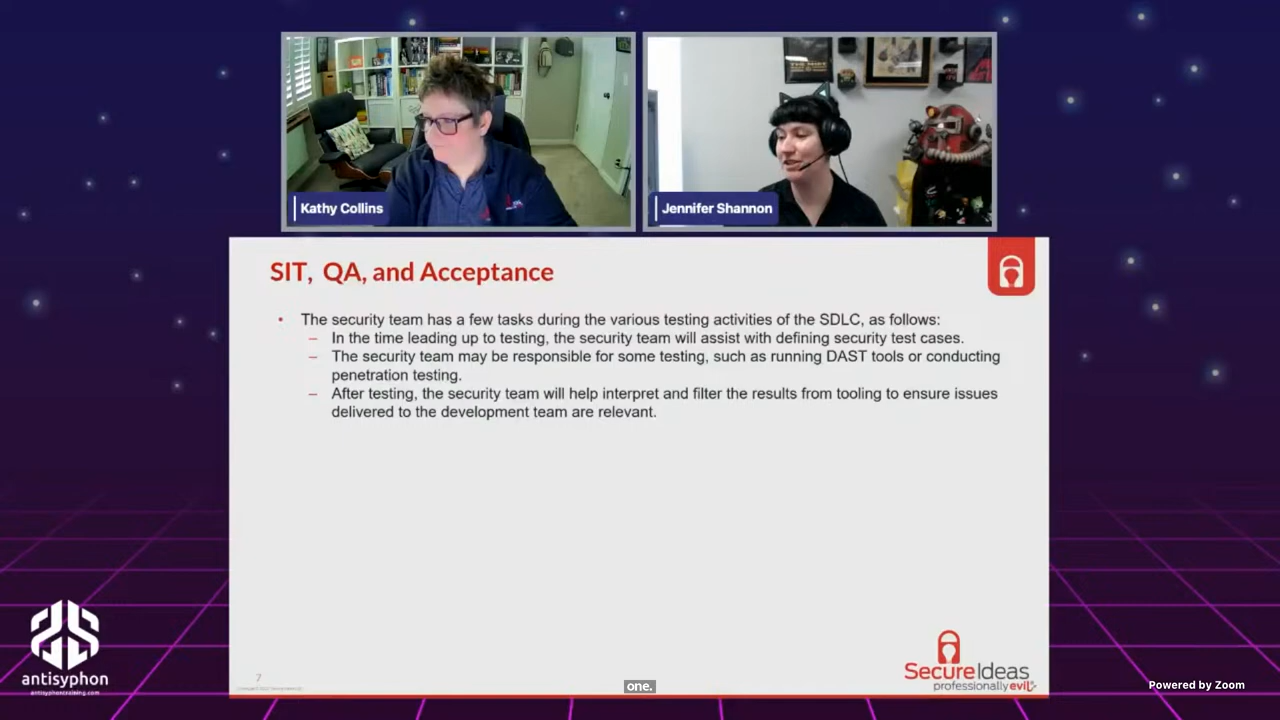 Kathy Collins
Jennifer Shannon
SIT, QA, and Acceptance
• The security team has a few tasks during the various testing activities of the SDLC, as follows:
– In the time leading up to testing, the security team will assist with defining security test cases.
– The security team may be responsible for some testing, such as running DAST tools or conducting
penetration testing.
– After testing, the security team will help interpret and filter the results from tooling to ensure issues
delivered to the development team are relevant.
7
one.
SecureIdeas
professionallyevil
antisyphon
antisyphontraining.com
Powered by Zoom